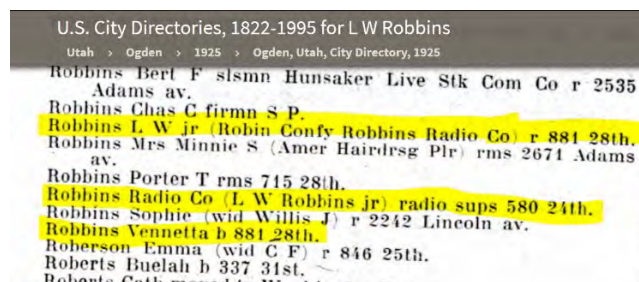 U.S. City Directories, 1822-1995 for L W Robbins
Utah > Ogden > 1925 > Ogden, Utah, City Directory, 1925
Robbins Bert F slsmn Hunsaker Live Stk Com Co r 2535
Adams av.
Robbins Chas C firmn S P.
Robbins L W jr (Robin Confy Robbins Radio Co) r 881 28th.
Robbins Mrs Minnie S (Amer Hairdrsg Plr) rms 2671 Adams
av.
Robbins Porter T rms 715 28th.
Robbins Radio Co (L W Robbins jr) radio sups 580 24th.
Robbins Sophie (wid Willis J) r 2242 Lincoln av.
Robbins Vennetta b 881 28th.
Roberson Emma (wid C F) r 846 25th.
Roberts Buelah b 337 31st.
Roberts